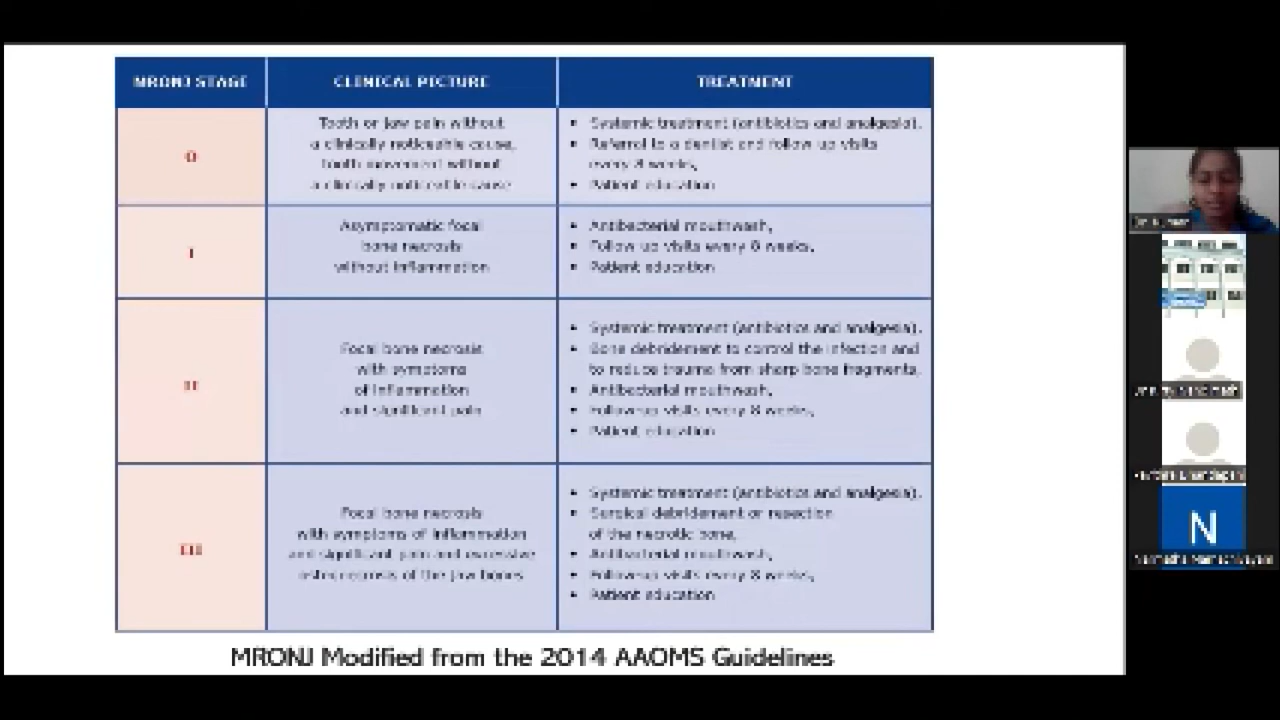 MRONJ STAGE
CLINICAL PICTURE
TREATMENT
0
Tooth or jaw pain without
a clinically noticeable cause,
tooth movement without
a clinically noticeable cause
• Systemic treatment (antibiotics and analgesia),
• Referral to a dentist and follow up visits
every 8 weeks,
• Patient education
I
Asymptomatic focal
bone necrosis
without inflammation
• Antibacterial mouthwash,
• Follow up visits every 8 weeks,
• Patient education
II
Focal bone necrosis
with symptoms
of inflammation
and significant pain
• Systemic treatment (antibiotics and analgesia),
• Bone debridement to control the infection and
to reduce trauma from sharp bone fragments,
• Antibacterial mouthwash,
• Follow-up visits every 8 weeks,
• Patient education
III
Focal bone necrosis
with symptoms of inflammation
and significant pain and excessive
osteonecrosis of the jaw bones
• Systemic treatment (antibiotics and analgesia),
• Surgical debridement or resection
of the necrotic bone,
• Antibacterial mouthwash,
• Follow-up visits every 8 weeks,
• Patient education
MRONJ Modified from the 2014 AAOMS Guidelines
N